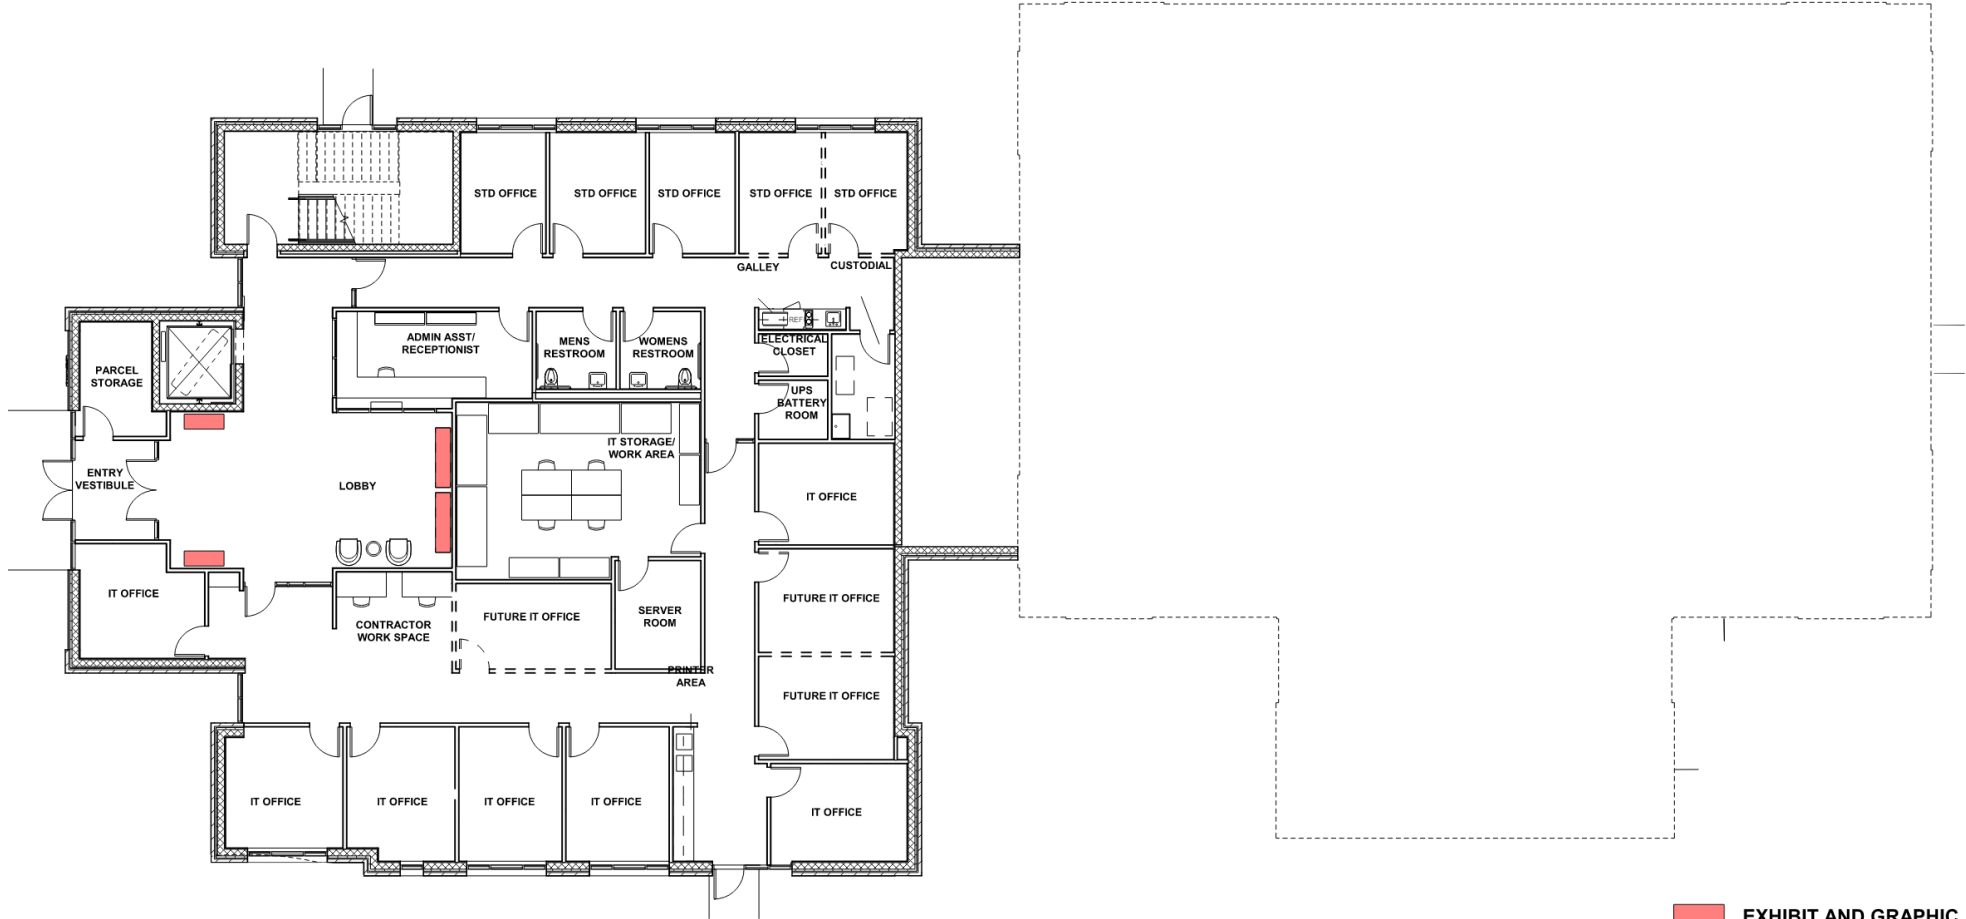 STD OFFICE
STD OFFICE
STD OFFICE
STD OFFICE
STD OFFICE
GALLEY
CUSTODIAL
REF
ADMIN ASST/
RECEPTIONIST
MENS
RESTROOM
WOMENS
RESTROOM
ELECTRICAL
CLOSET
PARCEL
STORAGE
UPS
BATTERY
ROOM
IT STORAGE/
WORK AREA
ENTRY
VESTIBULE
LOBBY
IT OFFICE
IT OFFICE
FUTURE IT OFFICE
CONTRACTOR
WORK SPACE
FUTURE IT OFFICE
SERVER
ROOM
PRINTER
AREA
FUTURE IT OFFICE
IT OFFICE
IT OFFICE
IT OFFICE
IT OFFICE
IT OFFICE
EXHIBIT AND GRAPHIC